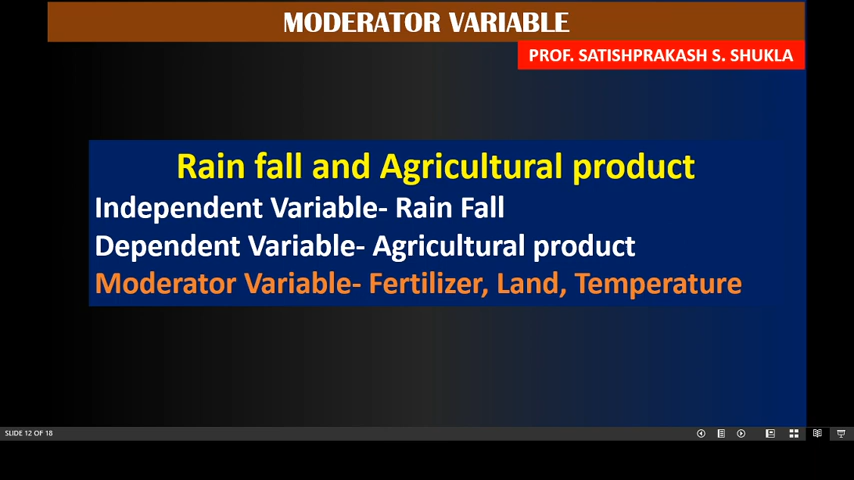 MODERATOR VARIABLE
PROF. SATISHPRAKASH S. SHUKLA
Rain fall and Agricultural product
Independent Variable- Rain Fall
Dependent Variable- Agricultural product
Moderator Variable- Fertilizer, Land, Temperature
SLIDE 12 OF 18